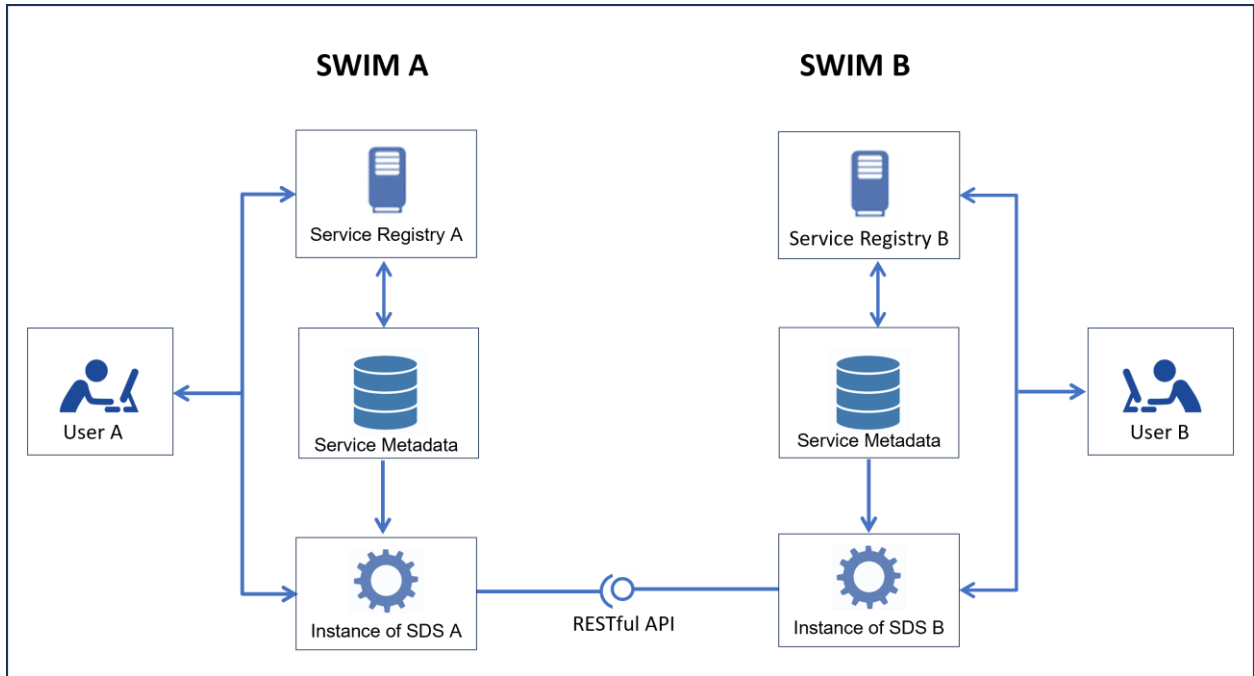 SWIM A
SWIM B
Service Registry A
Service Registry B
User A
Service Metadata
Service Metadata
User B
Instance of SDS A
RESTful API
Instance of SDS B